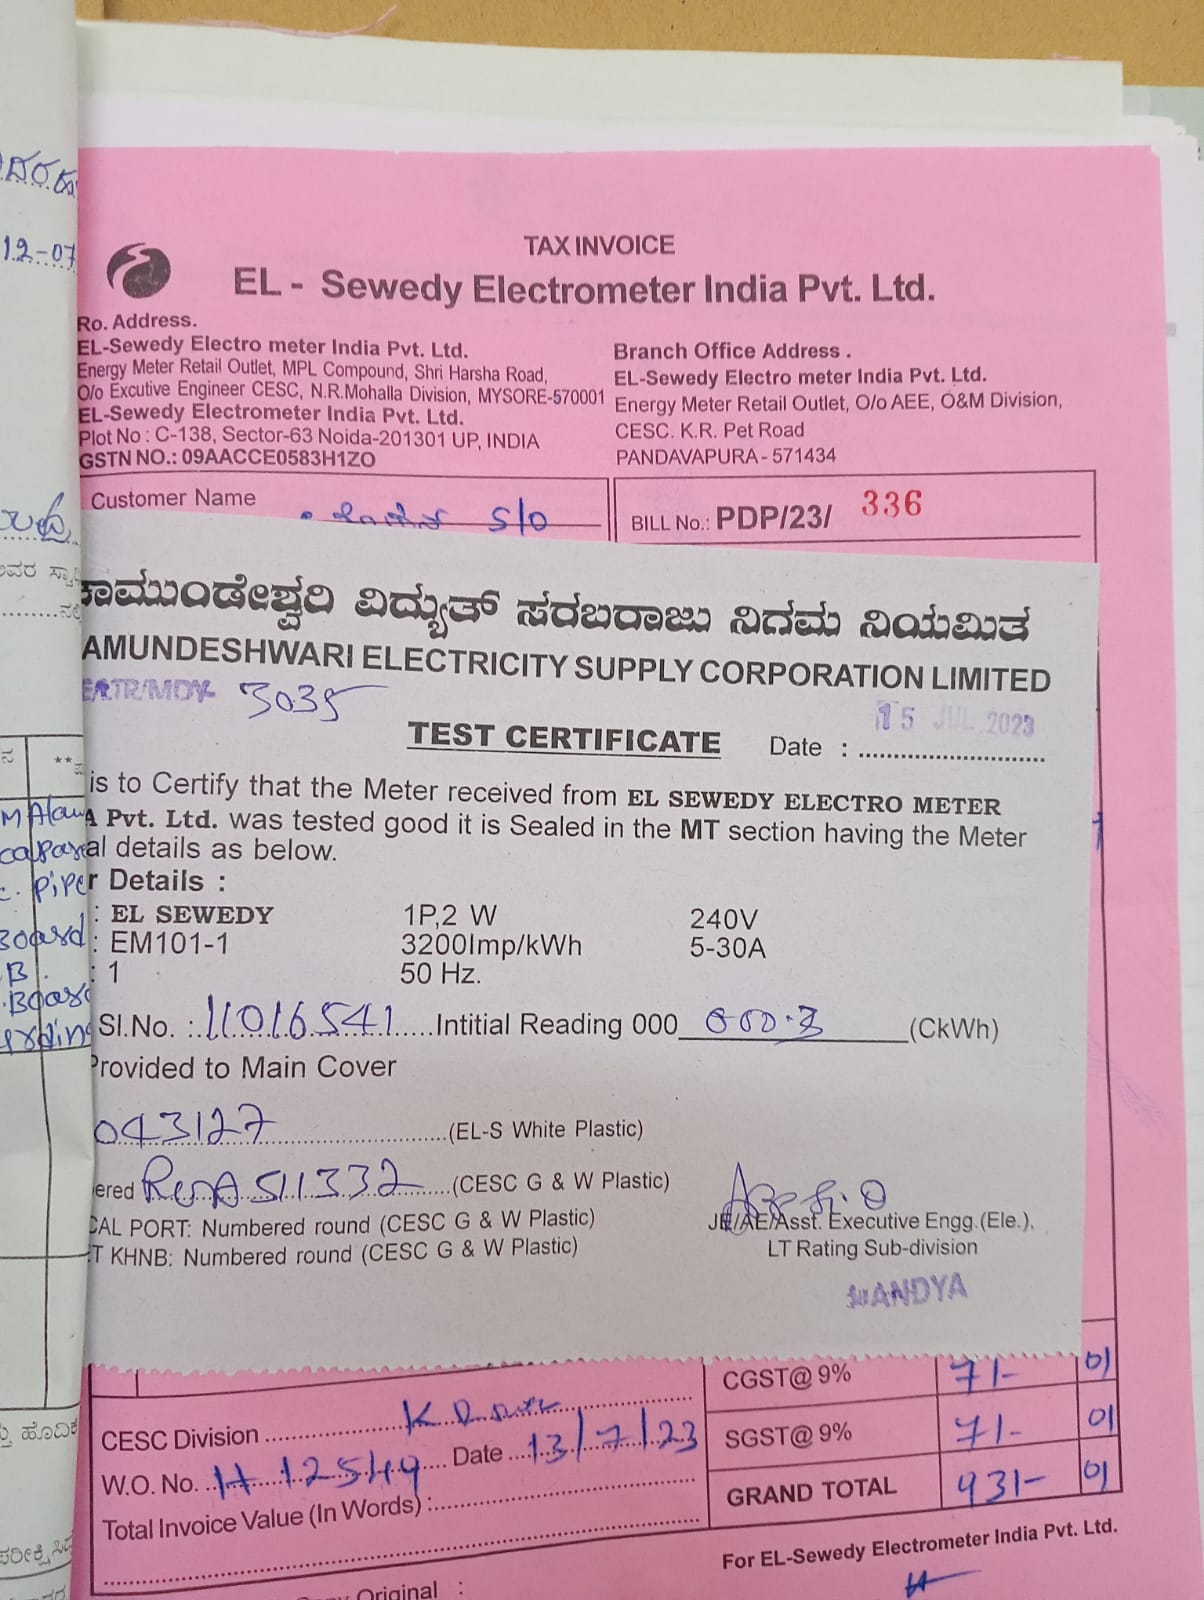 12-07
TAX INVOICE
EL - Sewedy Electrometer India Pvt. Ltd.
Ro. Address.
EL-Sewedy Electro meter India Pvt. Ltd.
Energy Meter Retail Outlet, MPL Compound, Shri Harsha Road,
O/o Excutive Engineer CESC, N.R.Mohalla Division, MYSORE-570001
EL-Sewedy Electrometer India Pvt. Ltd.
Plot No : C-138, Sector-63 Noida-201301 UP, INDIA
GSTN NO.: 09AACCE0583H1ZO
Branch Office Address .
EL-Sewedy Electro meter India Pvt. Ltd.
Energy Meter Retail Outlet, O/o AEE, O&M Division,
CESC. K.R. Pet Road
PANDAVAPURA - 571434
Customer Name S/O
BILL No.: PDP/23/ 336
ಚಾಮುಂಡೇಶ್ವರಿ ವಿದ್ಯುತ್ ಸರಬರಾಜು ನಿಗಮ ನಿಯಮಿತ
AMUNDESHWARI ELECTRICITY SUPPLY CORPORATION LIMITED
3035
15 JUL 2023
TEST CERTIFICATE Date : ..........................
is to Certify that the Meter received from EL SEWEDY ELECTRO METER
A Pvt. Ltd. was tested good it is Sealed in the MT section having the Meter
al details as below.
r Details :
: EL SEWEDY 1P,2 W 240V
: EM101-1 3200Imp/kWh 5-30A
: 1 50 Hz.
Sl.No. : 11016541 Intitial Reading 000 000.3 (CkWh)
Provided to Main Cover
043127 (EL-S White Plastic)
ered 511332 (CESC G & W Plastic)
CAL PORT: Numbered round (CESC G & W Plastic)
T KHNB: Numbered round (CESC G & W Plastic)
JE/AE/Asst. Executive Engg.(Ele.),
LT Rating Sub-division
MANDYA
Board
B.
Board
CGST@ 9% 71- 01
SGST@ 9% 71- 01
GRAND TOTAL 931- 01
CESC Division
W.O. No. 12549 Date 13/7/23
Total Invoice Value (In Words) :
For EL-Sewedy Electrometer India Pvt. Ltd.
Original :